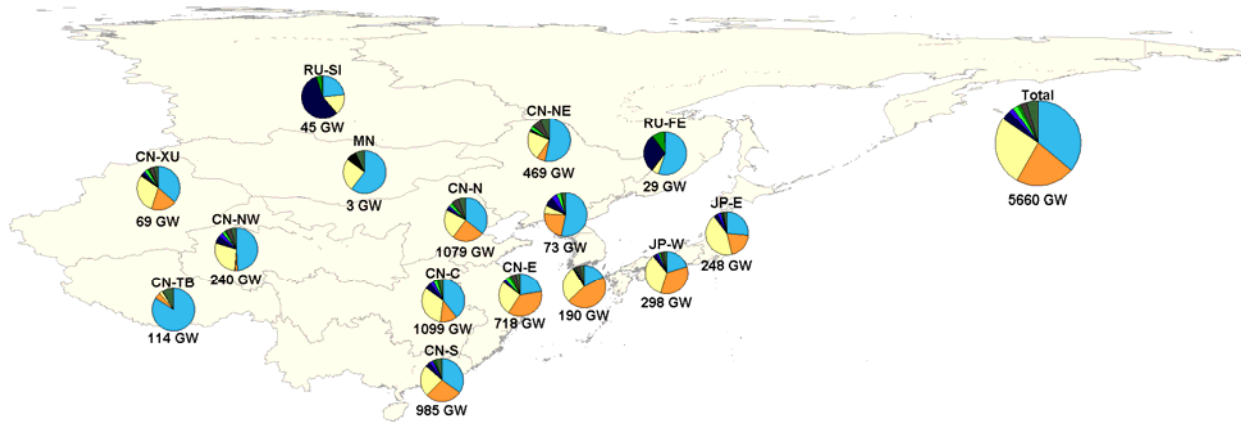 RU-SI
45 GW
CN-NE
469 GW
RU-FE
29 GW
Total
5660 GW
MN
3 GW
CN-XU
69 GW
CN-NW
240 GW
CN-N
1079 GW
73 GW
JP-E
248 GW
JP-W
298 GW
CN-TB
114 GW
CN-C
1099 GW
CN-E
718 GW
190 GW
CN-S
985 GW